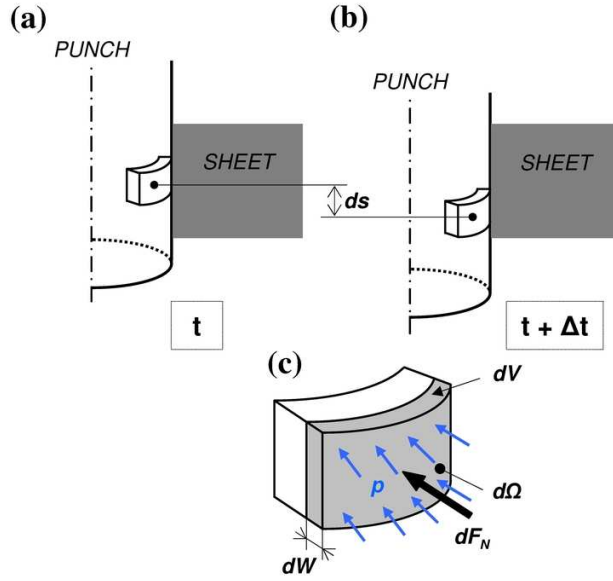 (a)
PUNCH
SHEET
ds
t
(b)
PUNCH
SHEET
t + Δt
(c)
dV
p
dΩ
dF_N
dW